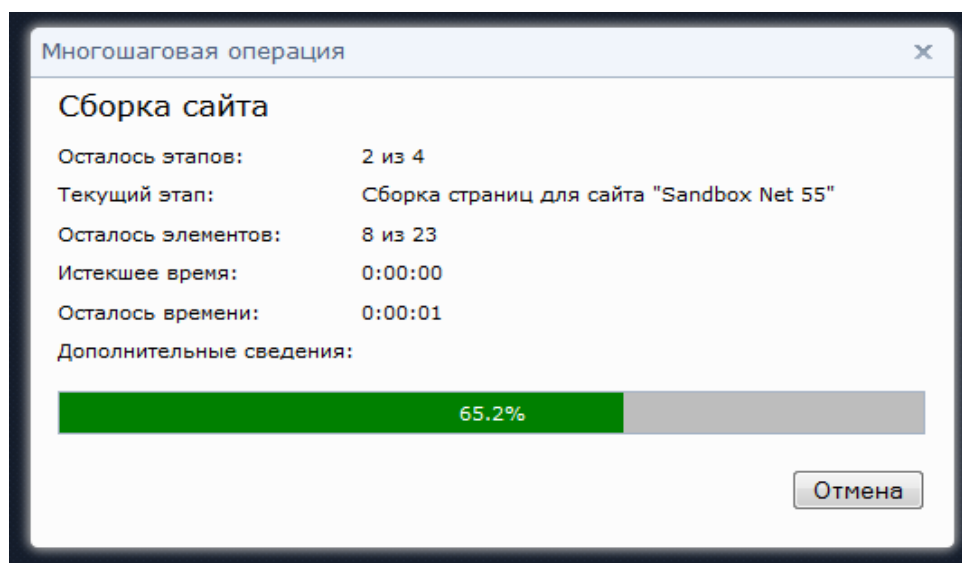 Многошаговая операция
Сборка сайта
Осталось этапов: 2 из 4
Текущий этап: Сборка страниц для сайта "Sandbox Net 55"
Осталось элементов: 8 из 23
Истекшее время: 0:00:00
Осталось времени: 0:00:01
Дополнительные сведения:
65.2%
Отмена